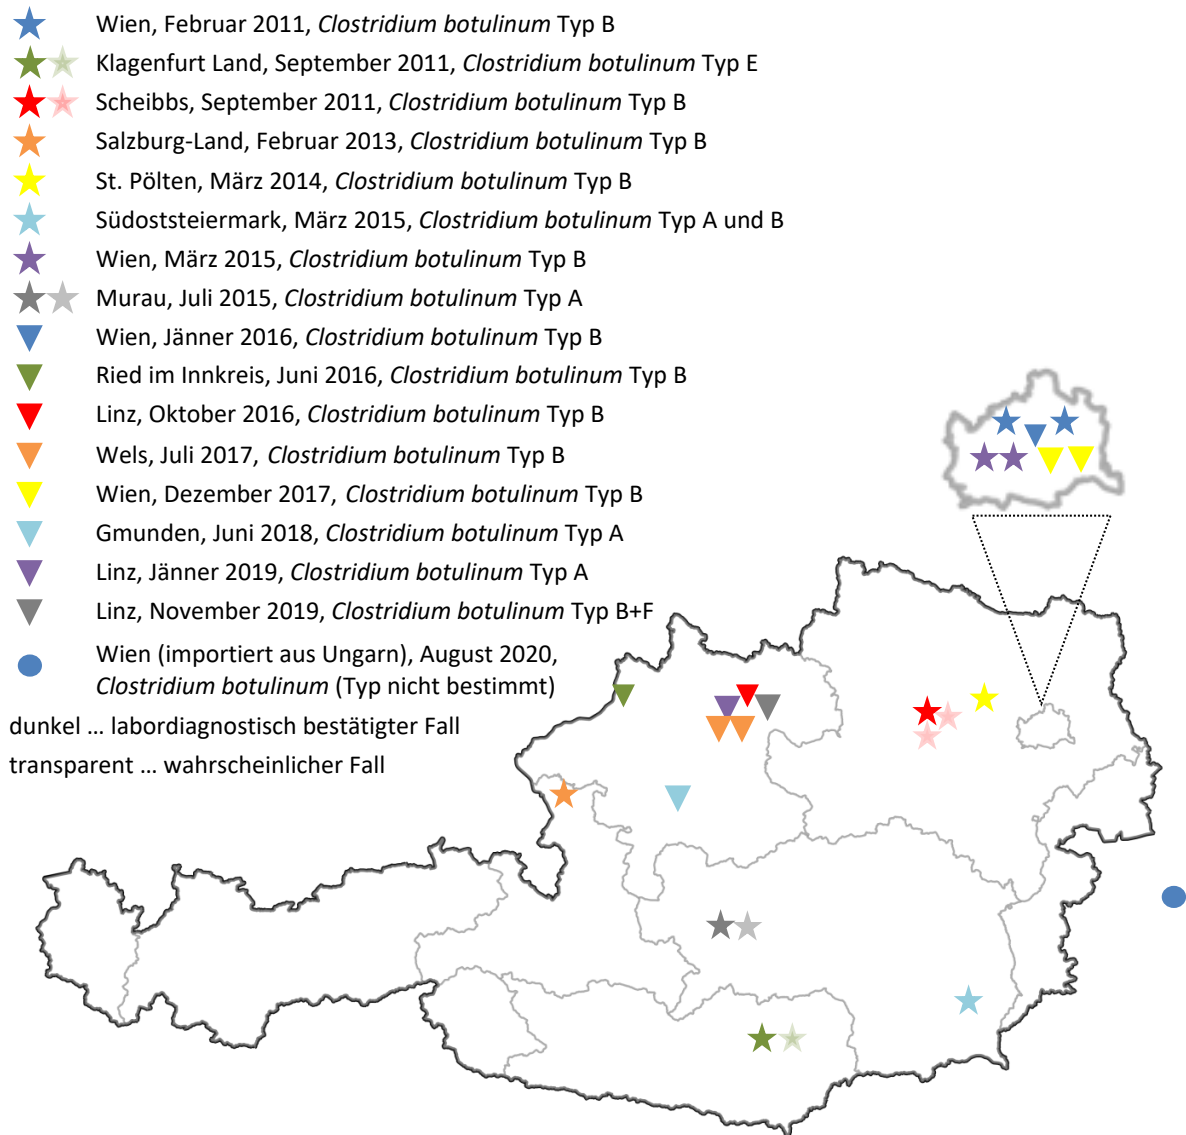 Wien, Februar 2011, Clostridium botulinum Typ B
Klagenfurt Land, September 2011, Clostridium botulinum Typ E
Scheibbs, September 2011, Clostridium botulinum Typ B
Salzburg-Land, Februar 2013, Clostridium botulinum Typ B
St. Pölten, März 2014, Clostridium botulinum Typ B
Südoststeiermark, März 2015, Clostridium botulinum Typ A und B
Wien, März 2015, Clostridium botulinum Typ B
Murau, Juli 2015, Clostridium botulinum Typ A
Wien, Jänner 2016, Clostridium botulinum Typ B
Ried im Innkreis, Juni 2016, Clostridium botulinum Typ B
Linz, Oktober 2016, Clostridium botulinum Typ B
Wels, Juli 2017, Clostridium botulinum Typ B
Wien, Dezember 2017, Clostridium botulinum Typ B
Gmunden, Juni 2018, Clostridium botulinum Typ A
Linz, Jänner 2019, Clostridium botulinum Typ A
Linz, November 2019, Clostridium botulinum Typ B+F
Wien (importiert aus Ungarn), August 2020,
Clostridium botulinum (Typ nicht bestimmt)
dunkel ... labordiagnostisch bestätigter Fall
transparent ... wahrscheinlicher Fall